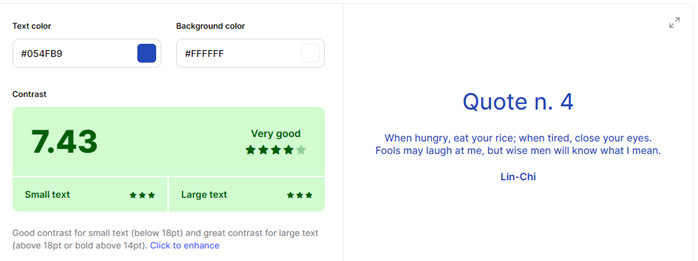 Text color
Background color
#054FB9
#FFFFFF
Contrast
7.43
Very good
Small text
Large text
Good contrast for small text (below 18pt) and great contrast for large text
(above 18pt or bold above 14pt). Click to enhance
Quote n. 4
When hungry, eat your rice; when tired, close your eyes.
Fools may laugh at me, but wise men will know what I mean.
Lin-Chi